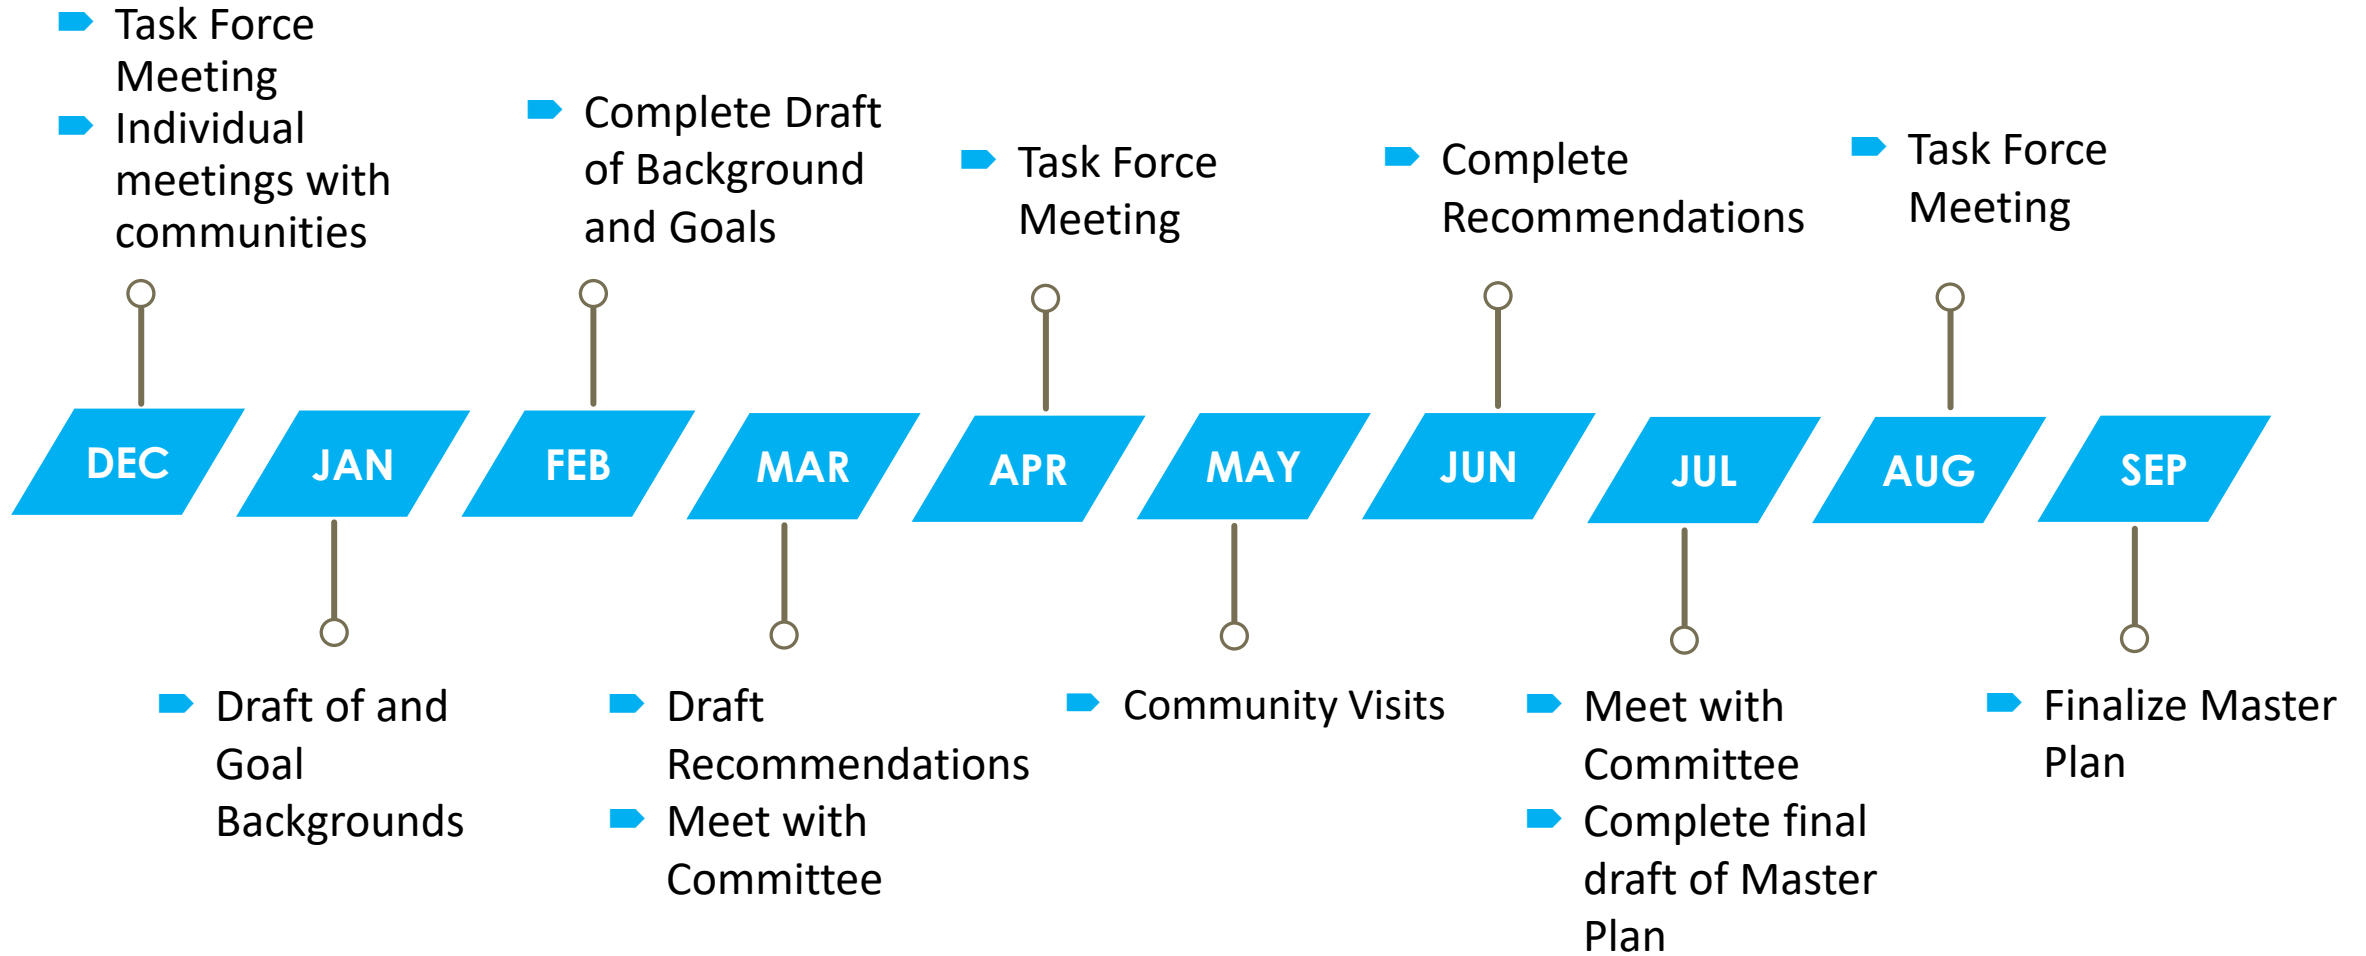 Task Force
Meeting
Individual
meetings with
communities
Complete Draft
of Background
and Goals
Task Force
Meeting
Complete
Recommendations
Task Force
Meeting
DEC
JAN
FEB
MAR
APR
MAY
JUN
JUL
AUG
SEP
Draft of and
Goal
Backgrounds
Draft
Recommendations
Meet with
Committee
Community Visits
Meet with
Committee
Complete final
draft of Master
Plan
Finalize Master
Plan